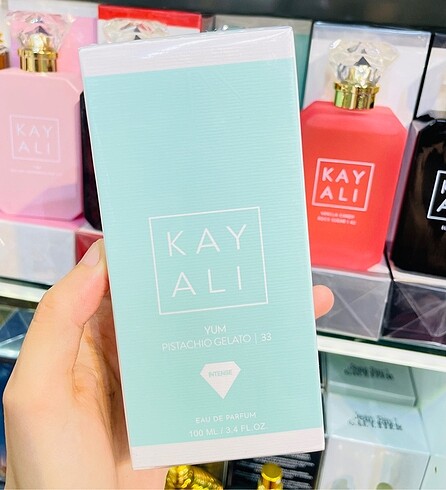 KAY
ALI
YUM
PISTACHIO GELATO | 33
INTENSE
EAU DE PARFUM
100 ML / 3.4 FL.OZ.
KAY
ALI
KAY
ALI